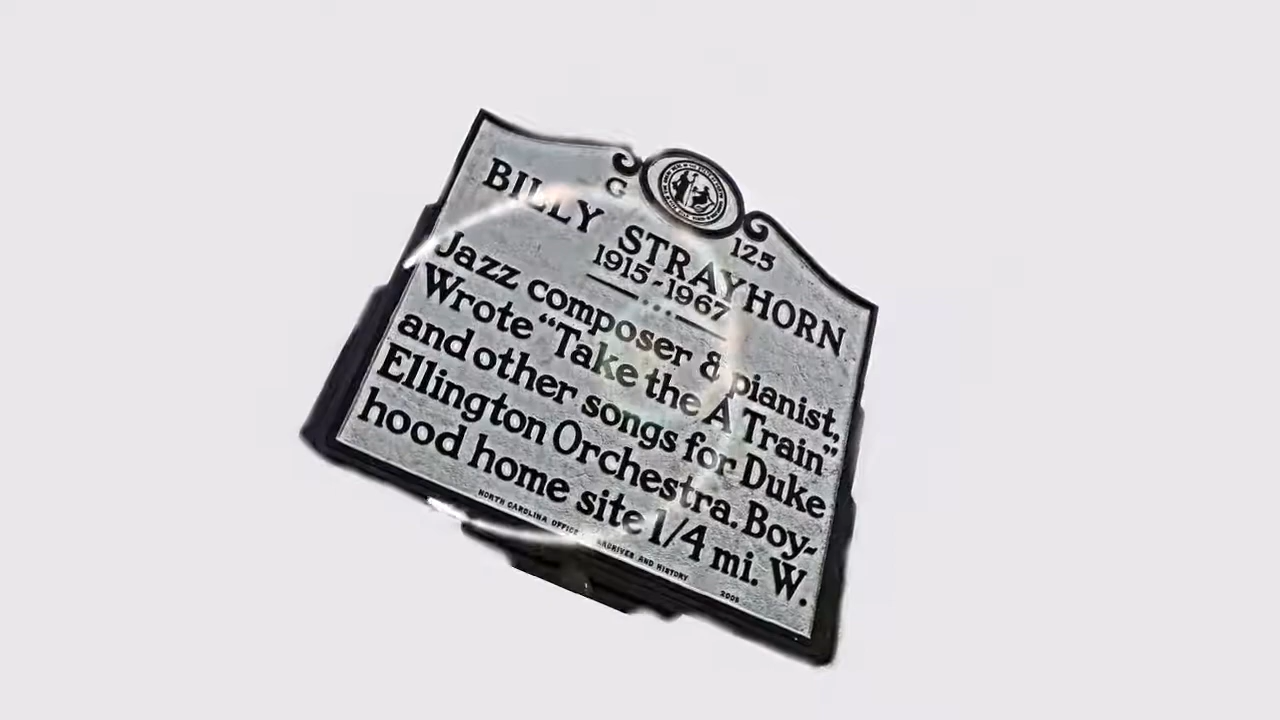 G 125
BILLY STRAYHORN
1915-1967
Jazz composer & pianist,
Wrote “Take the A Train”
and other songs for Duke
Ellington Orchestra. Boy-
hood home site 1/4 mi. W.
NORTH CAROLINA OFFICE ARCHIVES AND HISTORY